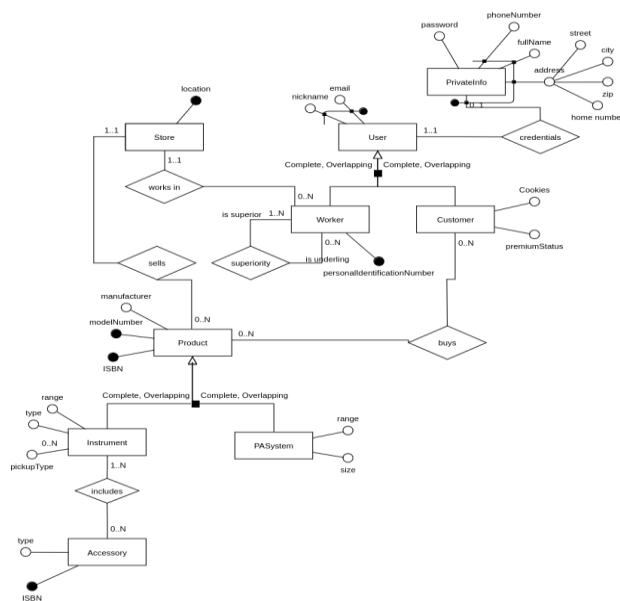 phoneNumber
password
street
fullName
city
PrivateInfo
address
zip
home number
0..1
location
email
nickname
1..1
Store
User
1..1
credentials
1..1
Complete, Overlapping
Complete, Overlapping
works in
Cookies
0..N
is superior
1..N
Worker
Customer
0..N
0..N
premiumStatus
sells
superiority
is underling
personalIdentificationNumber
manufacturer
0..N
modelNumber
Product
0..N
buys
ISBN
Complete, Overlapping
Complete, Overlapping
range
type
range
0..N
Instrument
PASystem
pickupType
1..N
size
includes
0..N
type
Accessory
ISBN